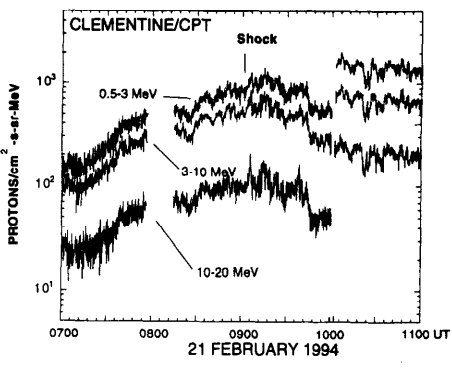 CLEMENTINE/CPT
Shock
0.5-3 MeV
3-10 MeV
10-20 MeV
PROTONS/cm² -s-sr-MeV
10³
10²
10¹
0700 0800 0900 1000 1100 UT
21 FEBRUARY 1994